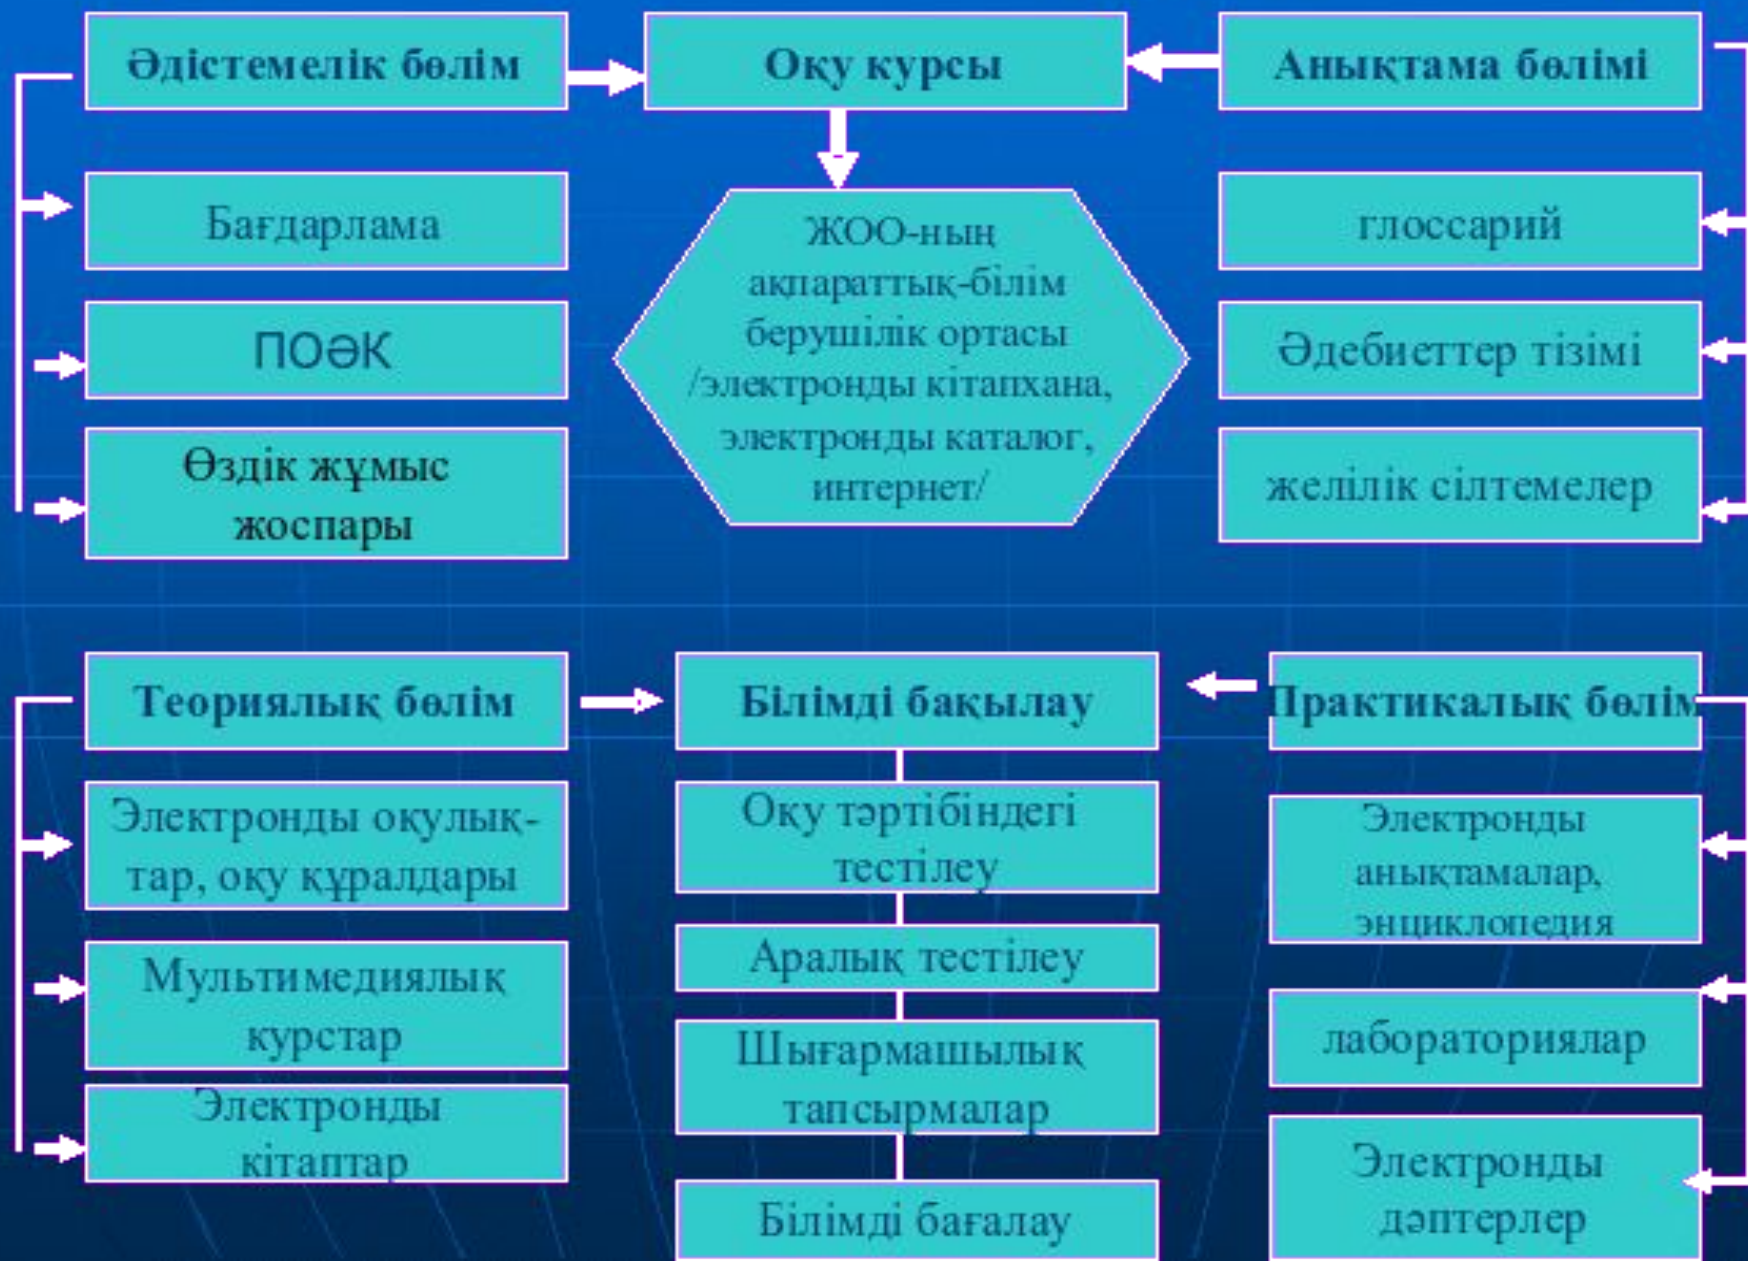 Әдістемелік бөлім
Оқу курсы
Анықтама бөлімі
Бағдарлама
ПОӘК
Өздік жұмыс
жоспары
ЖОО-ның
ақпараттық-білім
берушілік ортасы
/электронды кітапхана,
электронды каталог,
интернет/
глоссарий
Әдебиеттер тізімі
желілік сілтемелер
Теориялық бөлім
Білімді бақылау
Практикалық бөлім
Электронды оқулық-
тар, оқу құралдары
Мультимедиялық
курстар
Электронды
кітаптар
Оқу тәртібіндегі
тестілеу
Аралық тестілеу
Шығармашылық
тапсырмалар
Білімді бағалау
Электронды
анықтамалар,
энциклопедия
лабораториялар
Электронды
дәптерлер